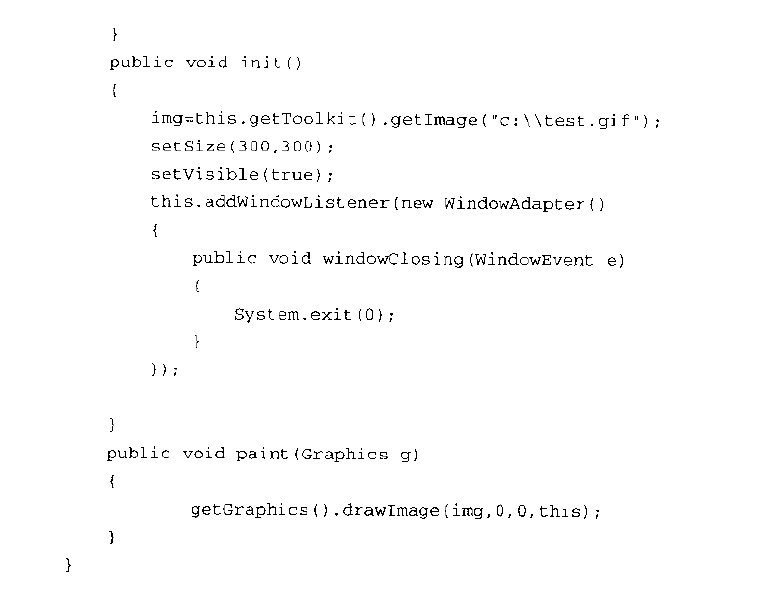 }
public void init()
{
img=this.getToolkit().getImage("c:\\test.gif");
setSize(300,300);
setVisible(true);
this.addWindowListener(new WindowAdapter()
{
public void windowClosing(WindowEvent e)
{
System.exit(0);
}
});
}
public void paint(Graphics g)
{
getGraphics().drawImage(img,0,0,this);
}
}